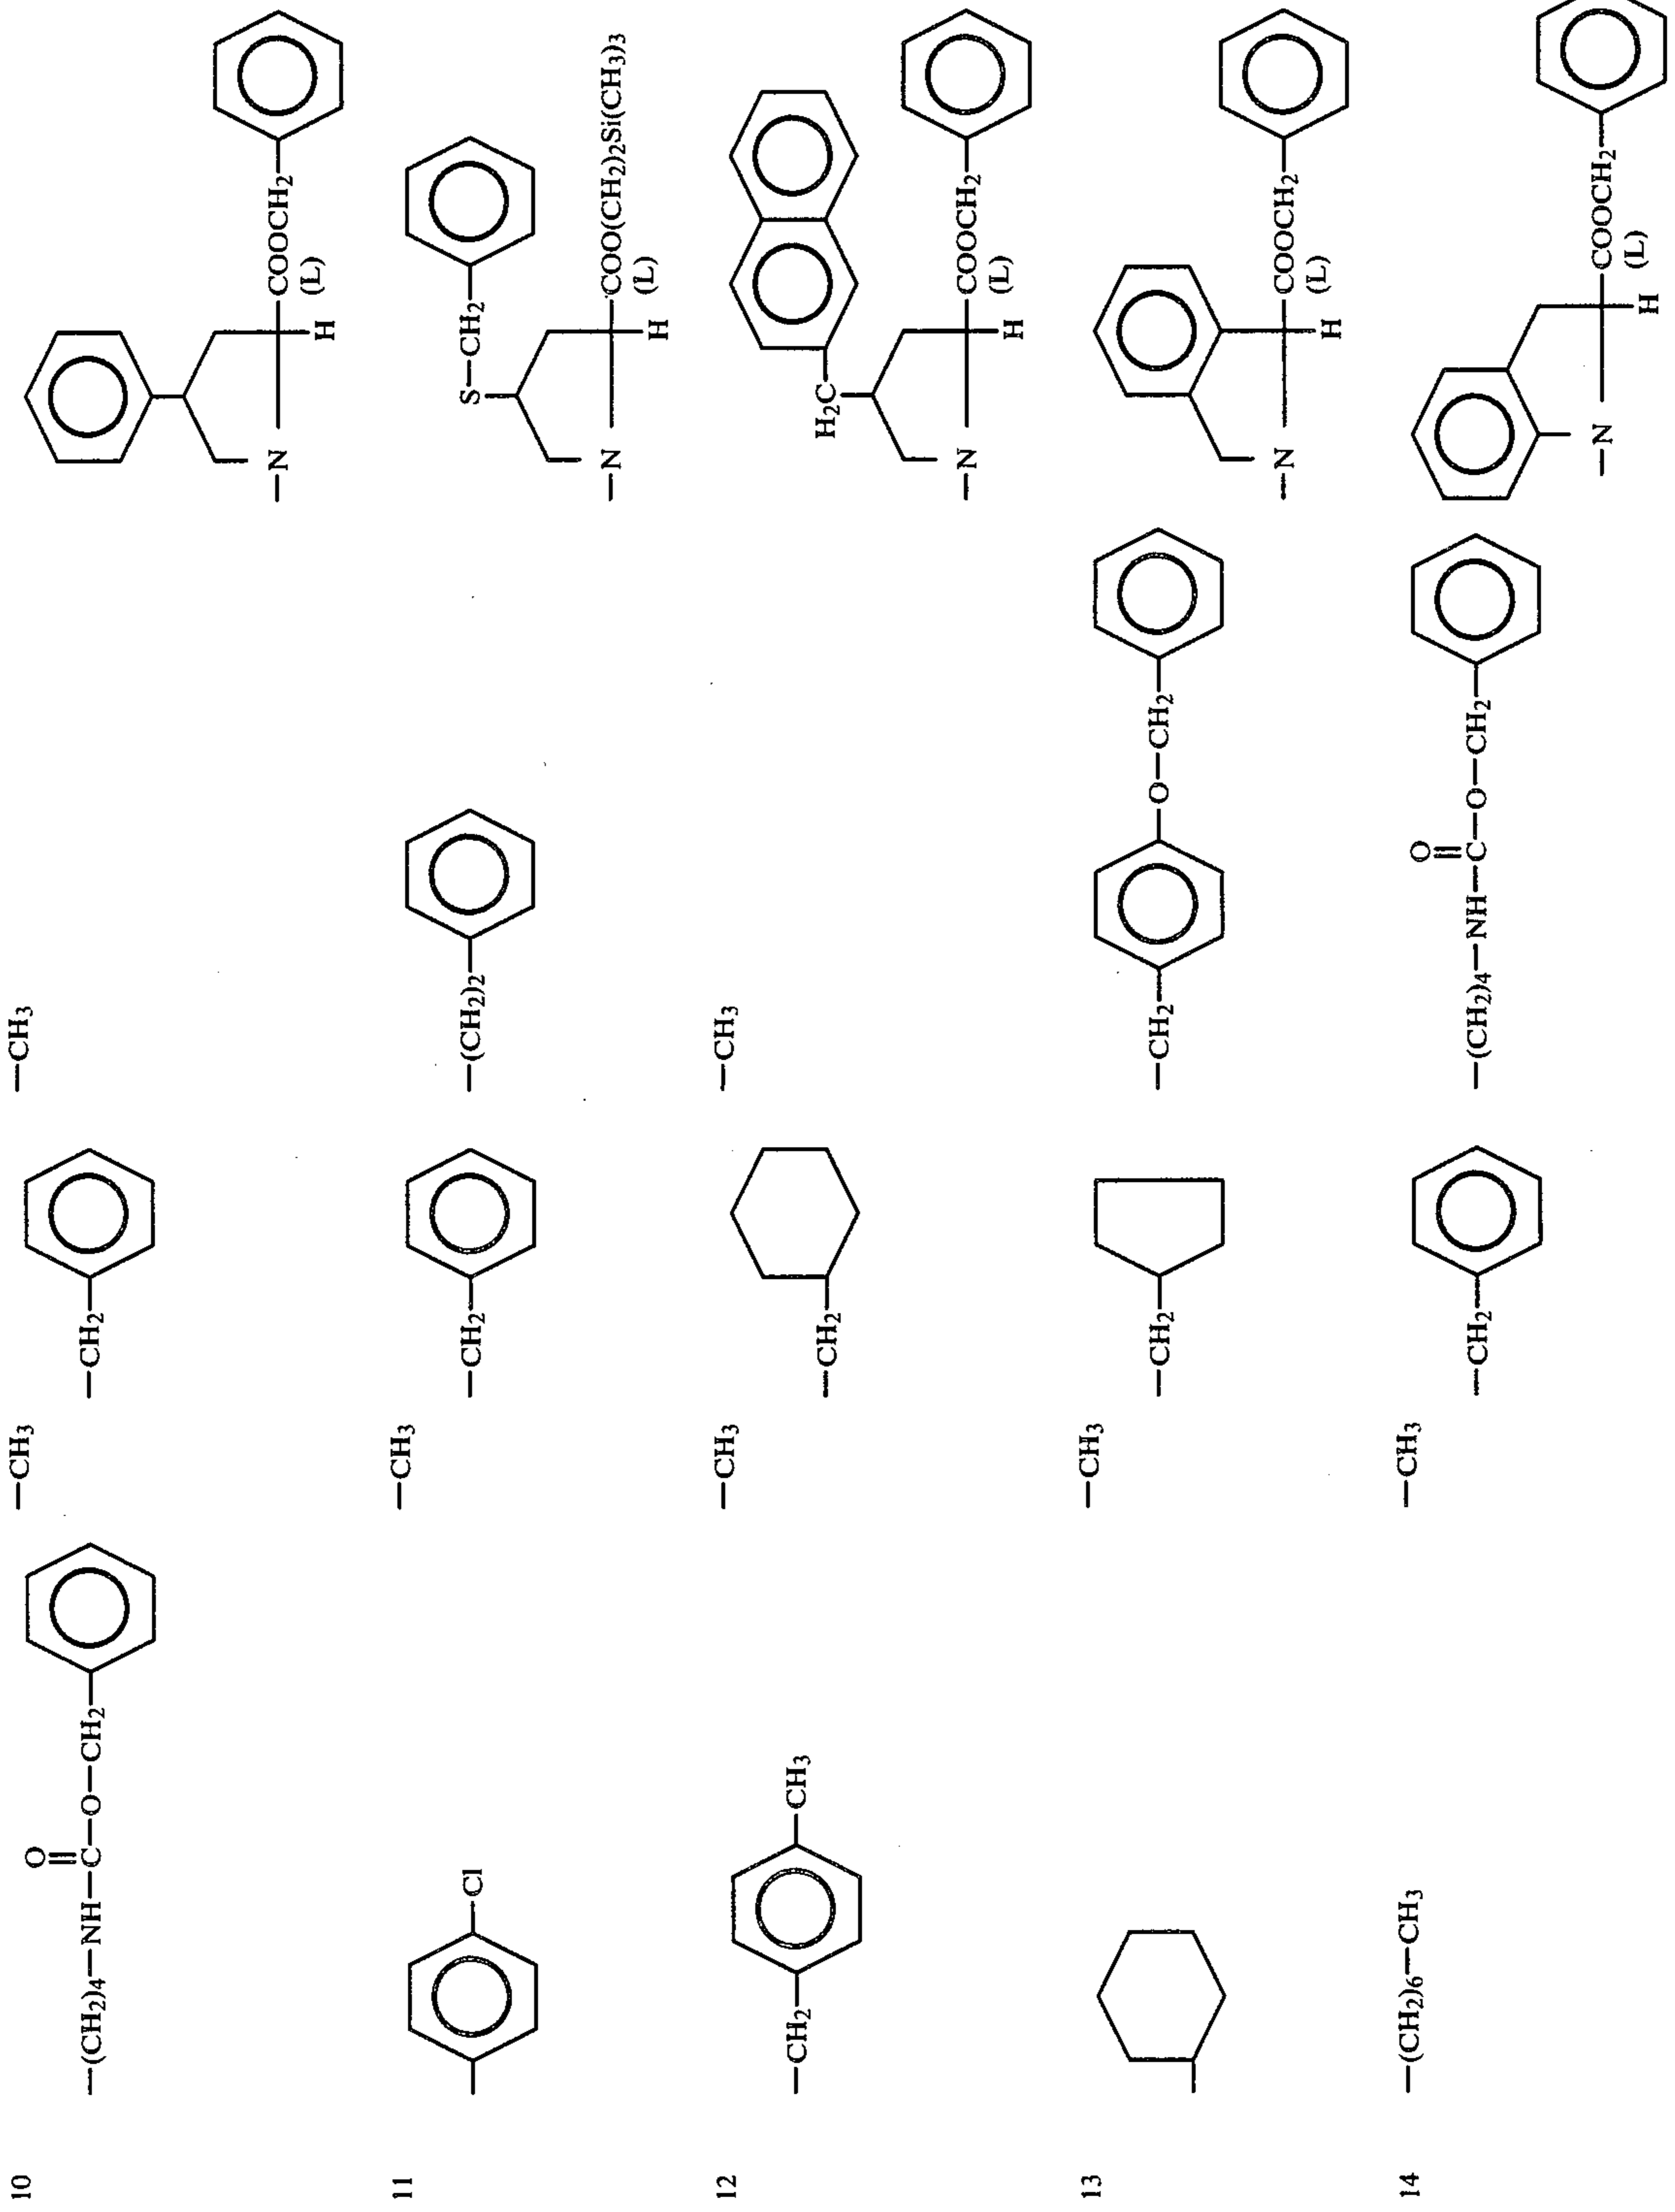 10
—(CH2)4—NH—C—O—CH2—
O
—CH3
—CH2—
—CH3
—N
H
COOCH2—
(L)
11
—Cl
—CH3
—CH2—
—(CH2)2—
S—CH2—
—N
H
COO(CH2)2Si(CH3)3
(L)
12
—CH2—
—CH3
—CH3
—CH2—
—CH3
H2C
—N
H
COOCH2—
(L)
13
—CH3
—CH2—
—CH2—
—O—CH2—
—N
H
COOCH2—
(L)
14
—(CH2)6—CH3
—CH3
—CH2—
—(CH2)4—NH—C—O—CH2—
O
—N
H
COOCH2—
(L)